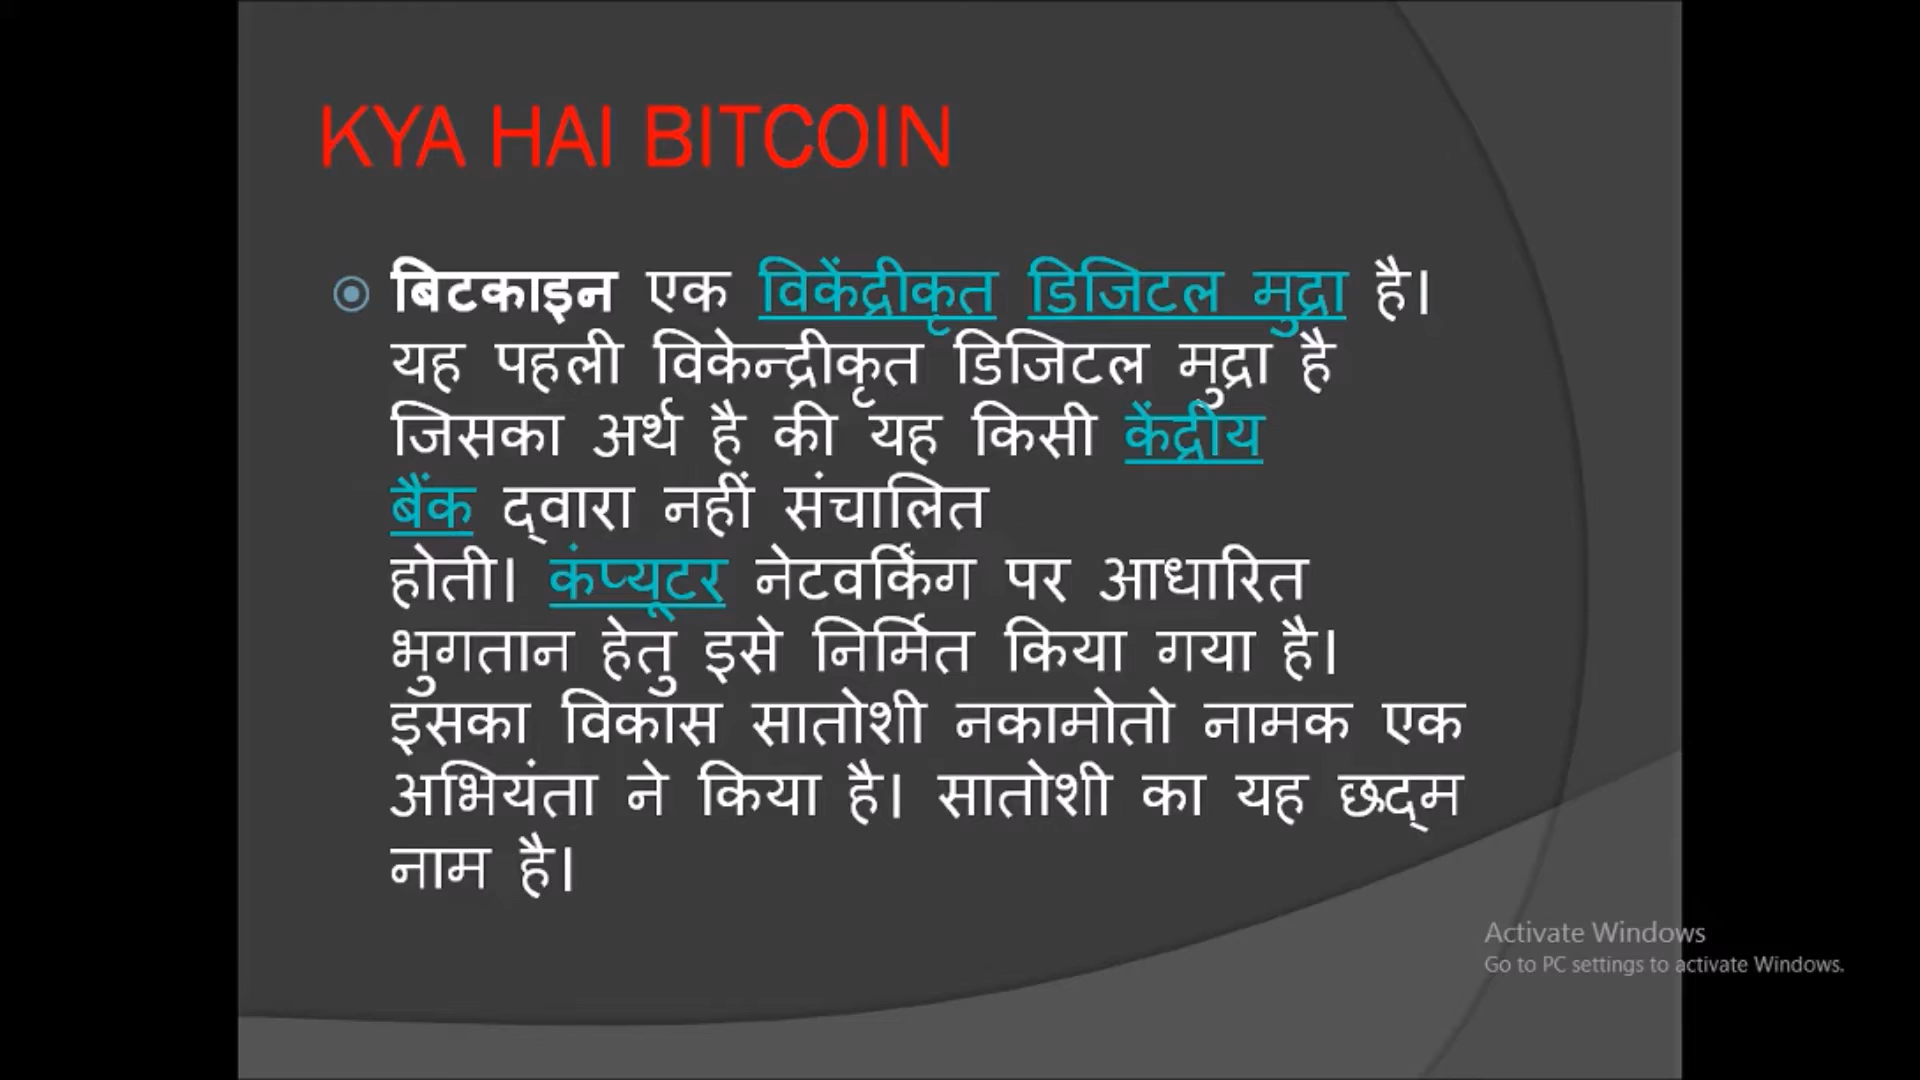 KYA HAI BITCOIN
बिटकाइन एक विकेंद्रीकृत डिजिटल मुद्रा है।
यह पहली विकेन्द्रीकृत डिजिटल मुद्रा है
जिसका अर्थ है की यह किसी केंद्रीय
बैंक द्वारा नहीं संचालित
होती। कंप्यूटर नेटवर्किंग पर आधारित
भुगतान हेतु इसे निर्मित किया गया है।
इसका विकास सातोशी नकामोतो नामक एक
अभियंता ने किया है। सातोशी का यह छद्म
नाम है।
Activate Windows
Go to PC settings to activate Windows.